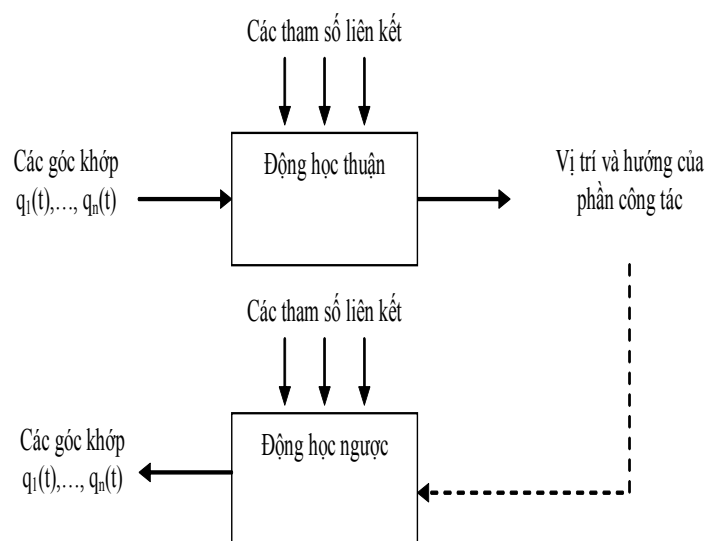 Các tham số liên kết
Các góc khớp
q1(t),…, qn(t)
Động học thuận
Vị trí và hướng của
phần công tác
Các tham số liên kết
Các góc khớp
q1(t),…, qn(t)
Động học ngược